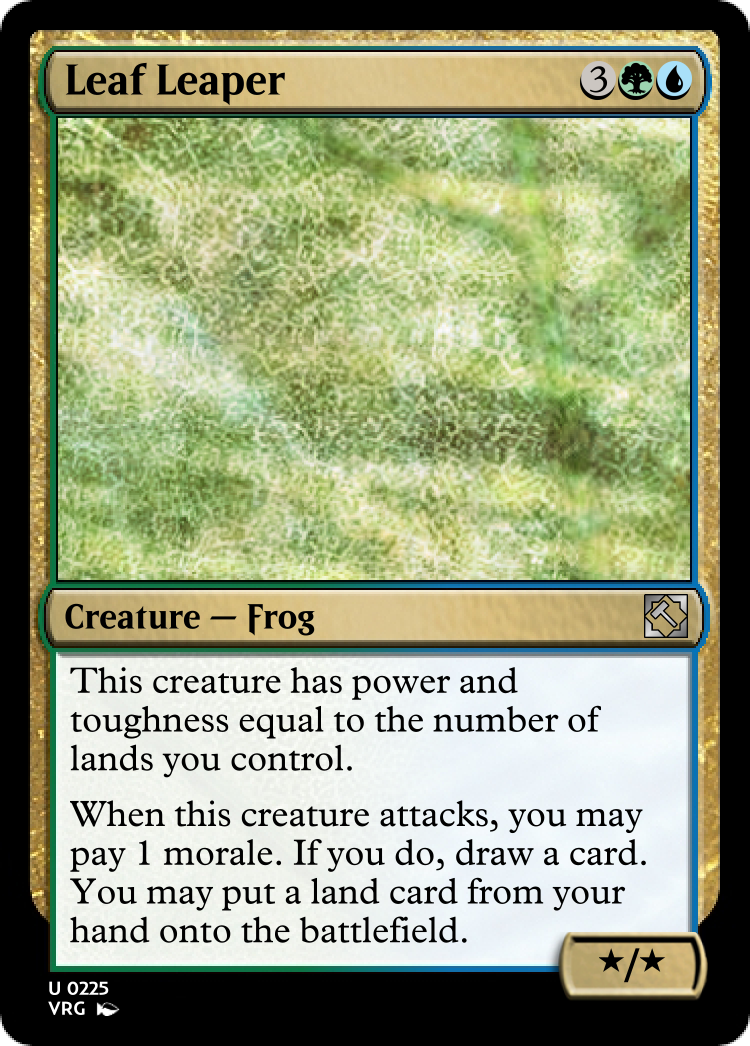 Leaf Leaper 3
Creature — Frog
This creature has power and
toughness equal to the number of
lands you control.
When this creature attacks, you may
pay 1 morale. If you do, draw a card.
You may put a land card from your
hand onto the battlefield.
★/★
U 0225
VRG